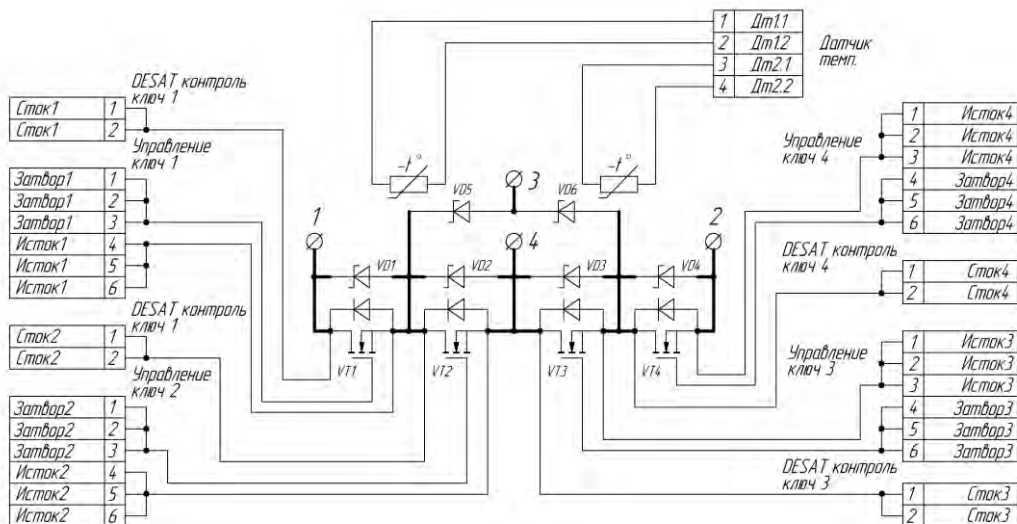 1 Дт1.1
2 Дт1.2
3 Дт2.1
4 Дт2.2
Датчик
темп.
DESAT контроль
ключ 1
Сток1 1
Сток1 2
Управление
ключ 1
Затвор1 1
Затвор1 2
Затвор1 3
Исток1 4
Исток1 5
Исток1 6
DESAT контроль
ключ 1
Сток2 1
Сток2 2
Управление
ключ 2
Затвор2 1
Затвор2 2
Затвор2 3
Исток2 4
Исток2 5
Исток2 6
-t°
-t°
VD5
3
VD6
1
4
2
VD1
VD2
VD3
VD4
VT1
VT2
VT3
VT4
Управление
ключ 4
1 Исток4
2 Исток4
3 Исток4
4 Затвор4
5 Затвор4
6 Затвор4
DESAT контроль
ключ 4
1 Сток4
2 Сток4
Управление
ключ 3
1 Исток3
2 Исток3
3 Исток3
4 Затвор3
5 Затвор3
6 Затвор3
DESAT контроль
ключ 3
1 Сток3
2 Сток3